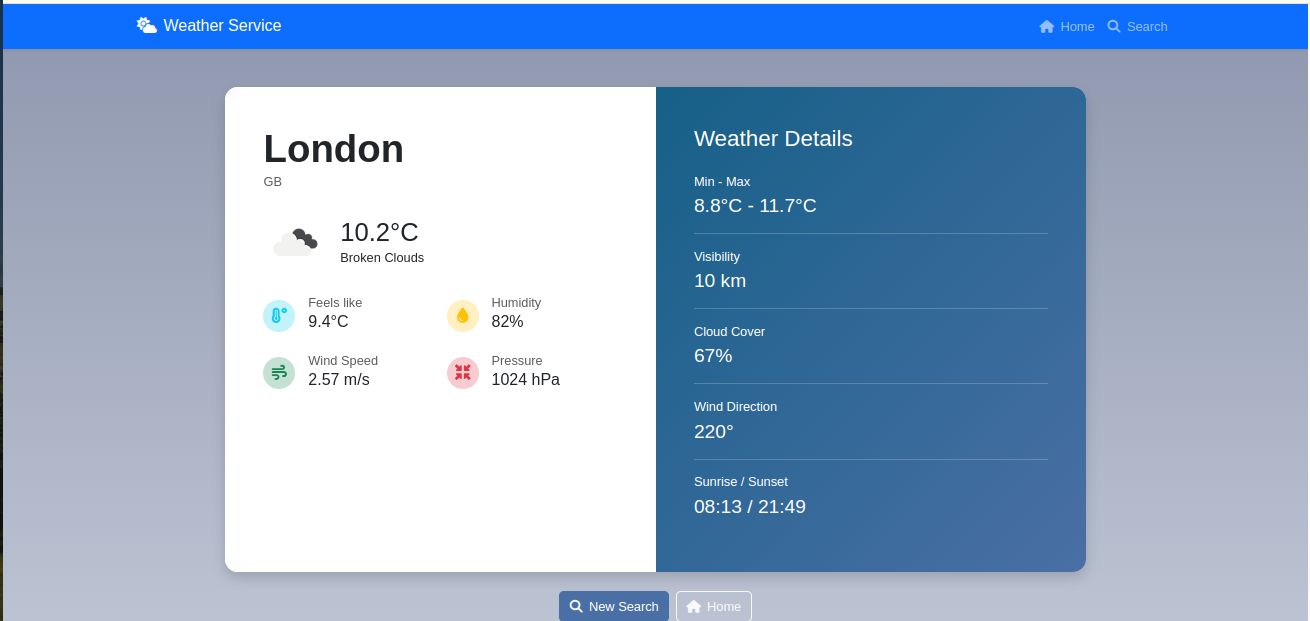 Weather Service
Home
Search
London
GB
10.2°C
Broken Clouds
Feels like
9.4°C
Humidity
82%
Wind Speed
2.57 m/s
Pressure
1024 hPa
Weather Details
Min - Max
8.8°C - 11.7°C
Visibility
10 km
Cloud Cover
67%
Wind Direction
220°
Sunrise / Sunset
08:13 / 21:49
New Search
Home